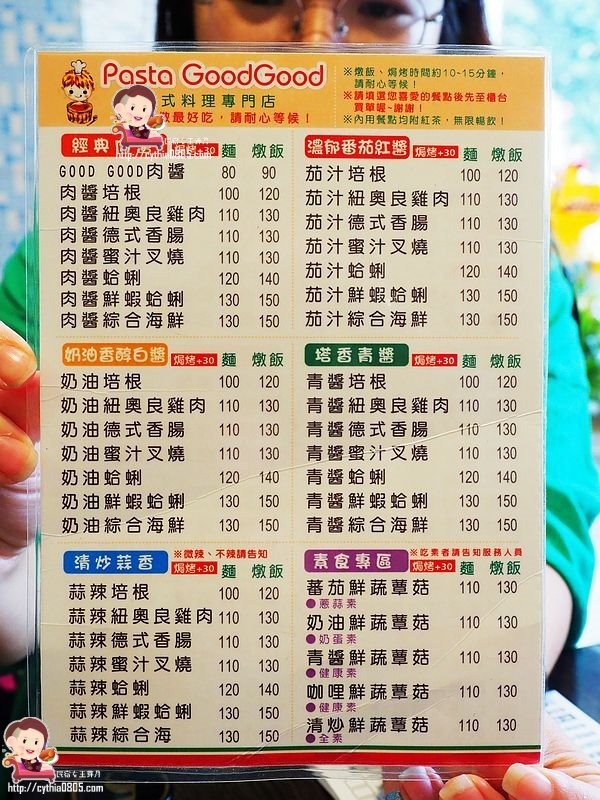 Pasta GoodGood
式料理專門店
最好吃，請耐心等候！
※燉飯、焗烤時間約10~15分鐘，
請耐心等候！
※請填選您喜愛的餐點後先至櫃台
買單喔~謝謝！
※內用餐點均附紅茶，無限暢飲！
經典 焗烤+30 麵 燉飯
GOOD GOOD肉醬 80 90
肉醬培根 100 120
肉醬紐奧良雞肉 110 130
肉醬德式香腸 110 130
肉醬蜜汁叉燒 110 130
肉醬蛤蜊 120 140
肉醬鮮蝦蛤蜊 130 150
肉醬綜合海鮮 130 150
濃郁番茄紅醬 焗烤+30 麵 燉飯
茄汁培根 100 120
茄汁紐奧良雞肉 110 130
茄汁德式香腸 110 130
茄汁蜜汁叉燒 110 130
茄汁蛤蜊 120 140
茄汁鮮蝦蛤蜊 130 150
茄汁綜合海鮮 130 150
奶油香醇白醬 焗烤+30 麵 燉飯
奶油培根 100 120
奶油紐奧良雞肉 110 130
奶油德式香腸 110 130
奶油蜜汁叉燒 110 130
奶油蛤蜊 120 140
奶油鮮蝦蛤蜊 130 150
奶油綜合海鮮 130 150
塔香青醬 焗烤+30 麵 燉飯
青醬培根 100 120
青醬紐奧良雞肉 110 130
青醬德式香腸 110 130
青醬蜜汁叉燒 110 130
青醬蛤蜊 120 140
青醬鮮蝦蛤蜊 130 150
青醬綜合海鮮 130 150
清炒蒜香 ※微辣、不辣請告知
焗烤+30 麵 燉飯
蒜辣培根 100 120
蒜辣紐奧良雞肉 110 130
蒜辣德式香腸 110 130
蒜辣蜜汁叉燒 110 130
蒜辣蛤蜊 120 140
蒜辣鮮蝦蛤蜊 130 150
蒜辣綜合海 130 150
素食專區 ※吃素者請告知服務人員
焗烤+30 麵 燉飯
蕃茄鮮蔬蕈菇 110 130
●蔥蒜素
奶油鮮蔬蕈菇 110 130
●奶蛋素
青醬鮮蔬蕈菇 110 130
●健康素
咖哩鮮蔬蕈菇 110 130
●健康素
清炒鮮蔬蕈菇 110 130
●全素
民宿女王芽月
http://cythia0805.com